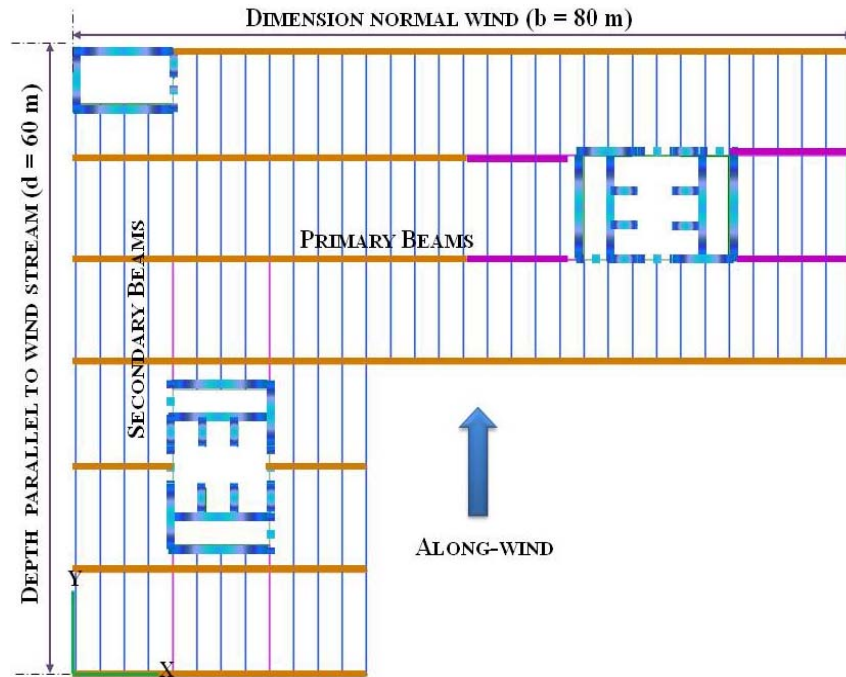 DIMENSION NORMAL WIND (b = 80 m)
DEPTH PARALLEL TO WIND STREAM (d = 60 m)
PRIMARY BEAMS
SECONDARY BEAMS
ALONG-WIND
Y
X